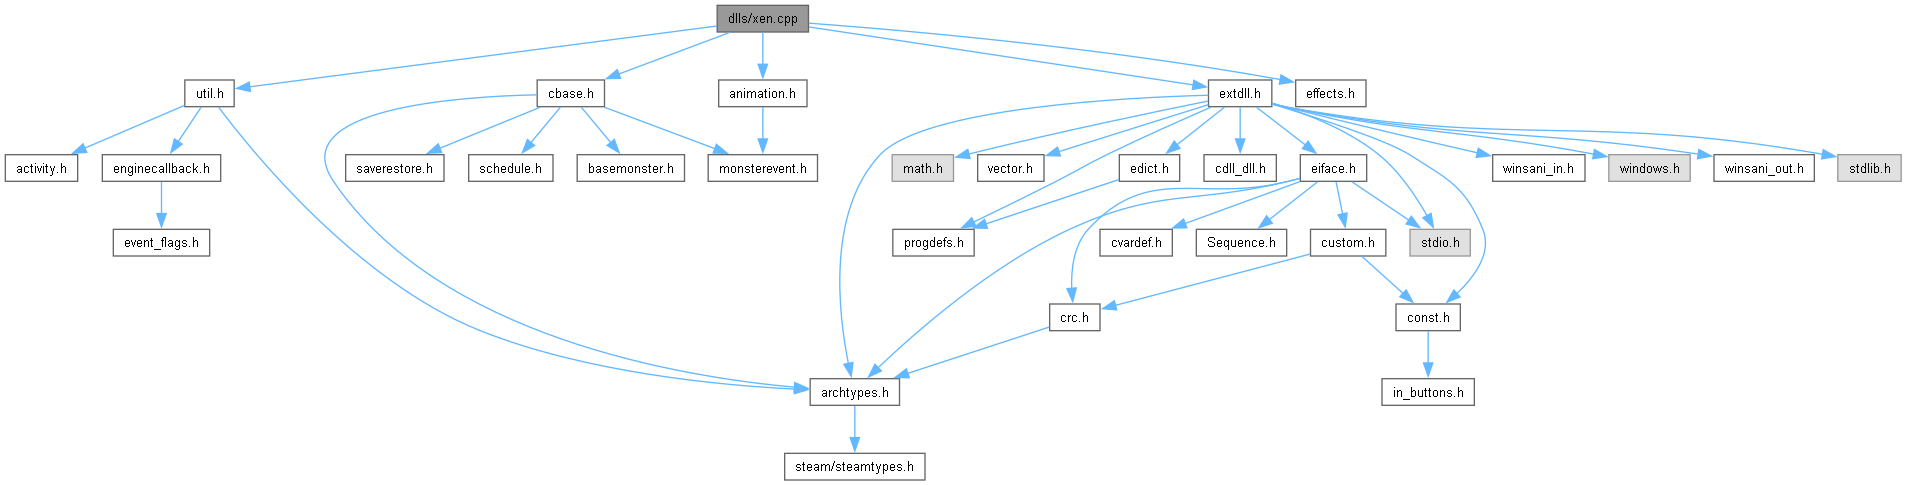 dlls/xen.cpp
util.h
cbase.h
animation.h
extdll.h
effects.h
activity.h
enginecallback.h
saverestore.h
schedule.h
basemonster.h
monsterevent.h
math.h
vector.h
edict.h
cdll_dll.h
eiface.h
winsani_in.h
windows.h
winsani_out.h
stdlib.h
event_flags.h
progdefs.h
cvardef.h
Sequence.h
custom.h
stdio.h
crc.h
const.h
archtypes.h
in_buttons.h
steam/steamtypes.h